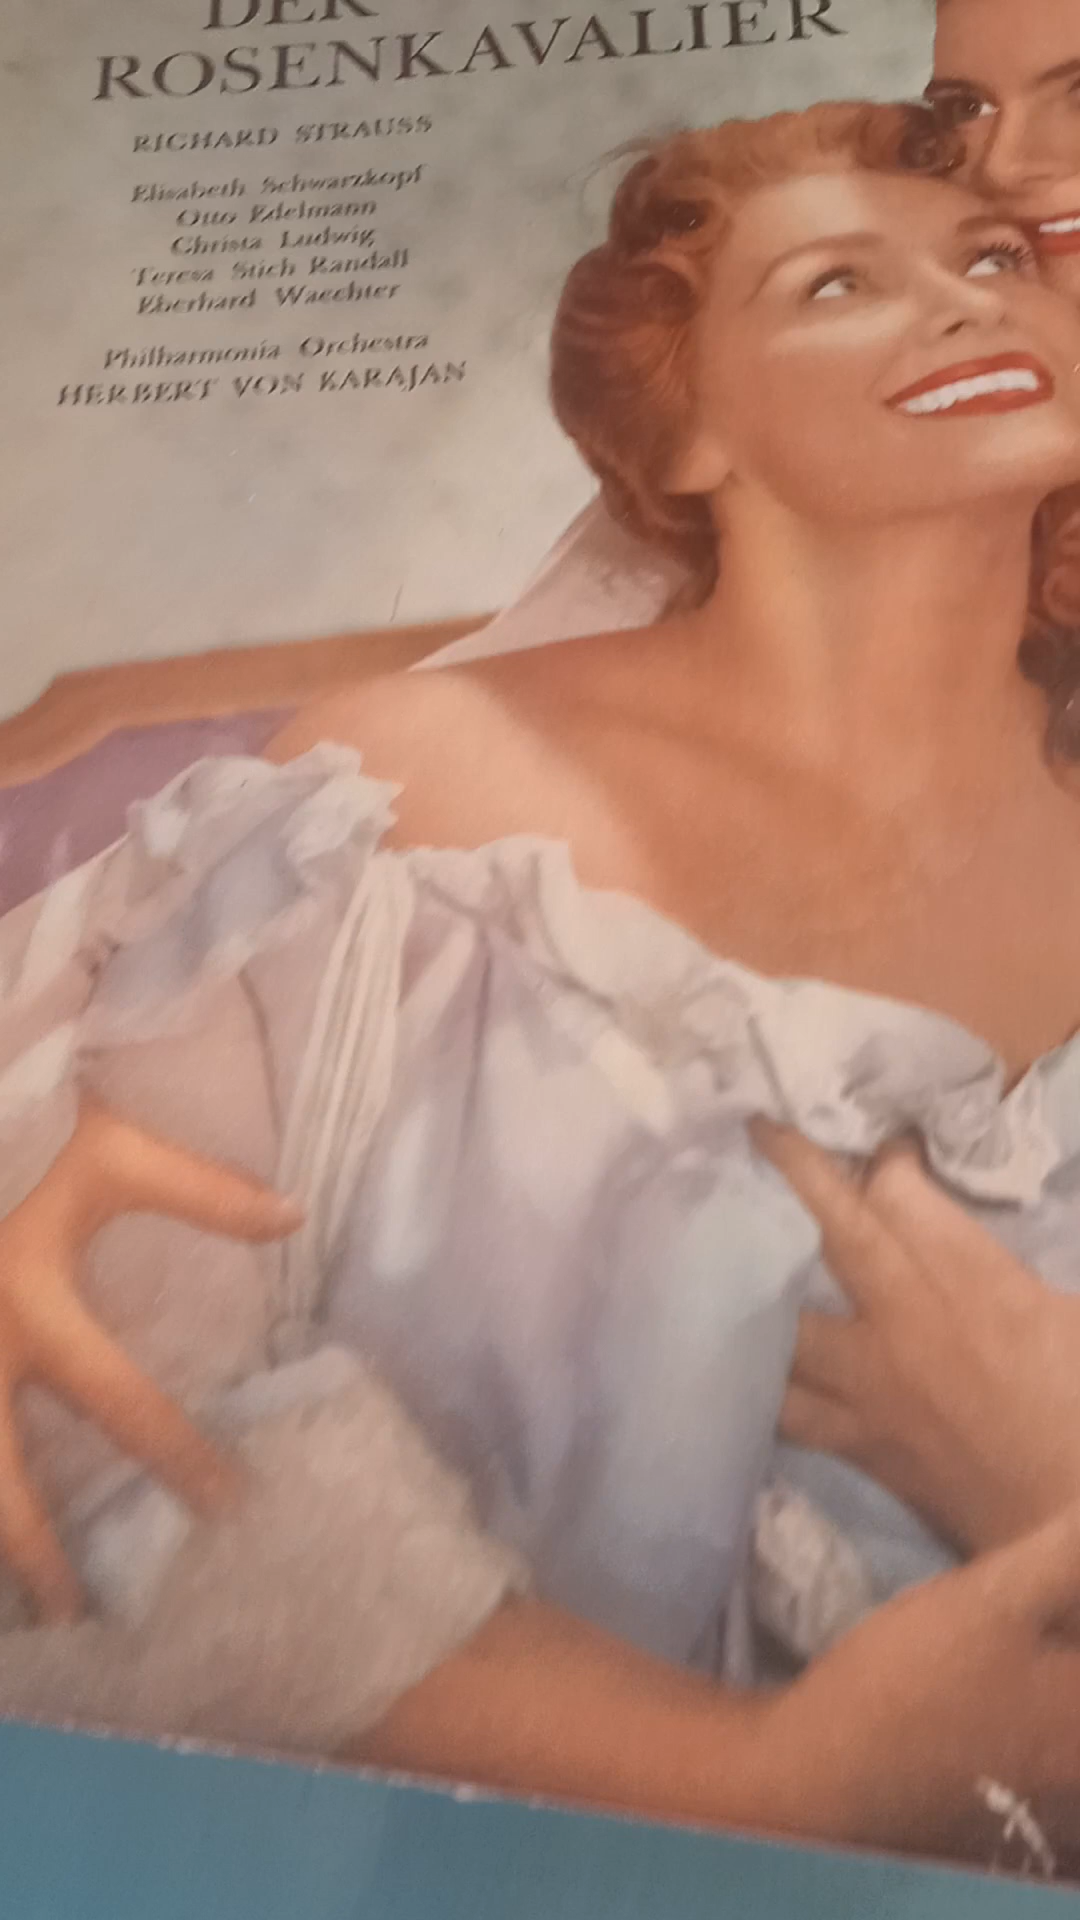 DER
ROSENKAVALIER
RICHARD STRAUSS
Elisabeth Schwarzkopf
Otto Edelmann
Christa Ludwig
Teresa Stich Randall
Eberhard Waechter
Philharmonia Orchestra
HERBERT VON KARAJAN